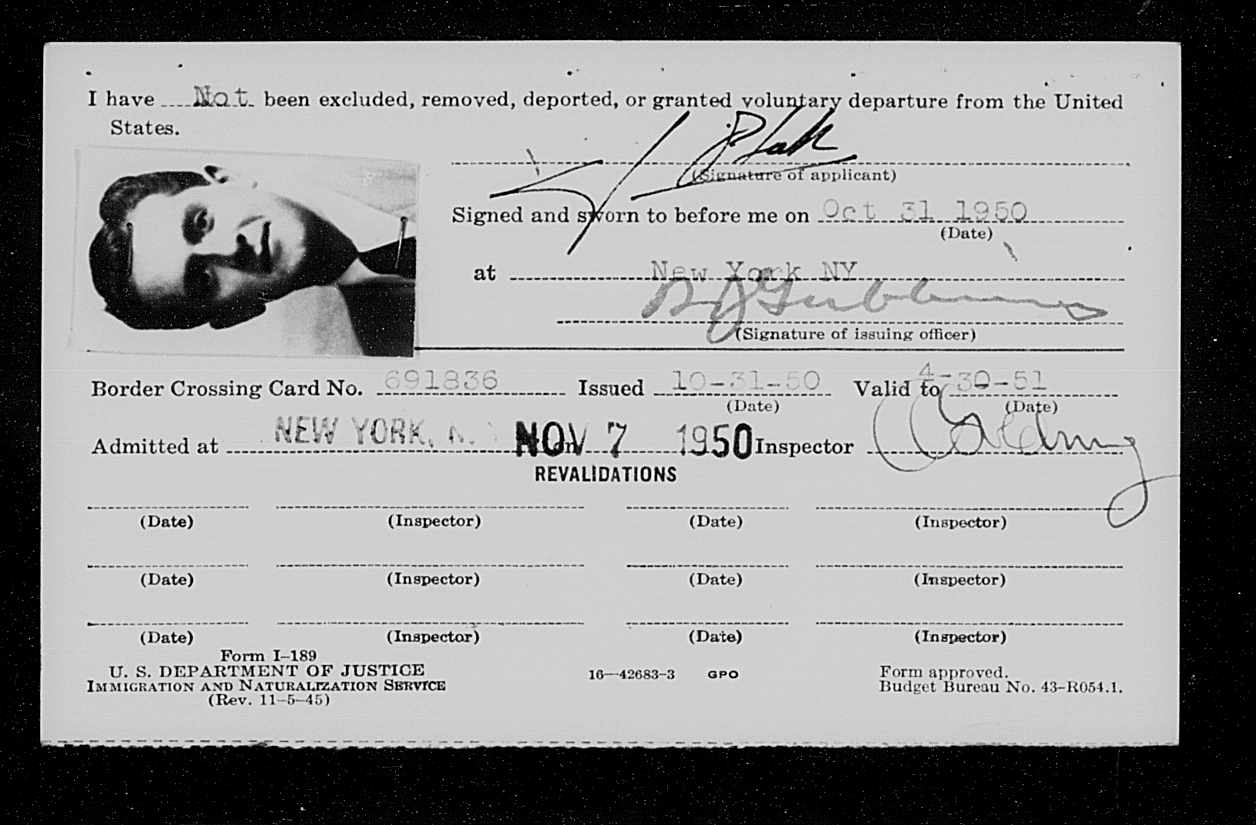 I have Not been excluded, removed, deported, or granted voluntary departure from the United
States.
(Signature of applicant)
Signed and sworn to before me on Oct 31 1950
(Date)
at New York NY
(Signature of issuing officer)
Border Crossing Card No. 691836 Issued 10-31-50 Valid to 4-30-51
(Date) (Date)
Admitted at NEW YORK, N. NOV 7 1950 Inspector
REVALIDATIONS
(Date) (Inspector) (Date) (Inspector)
(Date) (Inspector) (Date) (Inspector)
(Date) (Inspector) (Date) (Inspector)
Form I-189
U. S. DEPARTMENT OF JUSTICE
IMMIGRATION AND NATURALIZATION SERVICE
(Rev. 11-5-45)
16—42683-3 GPO
Form approved.
Budget Bureau No. 43-R054.1.